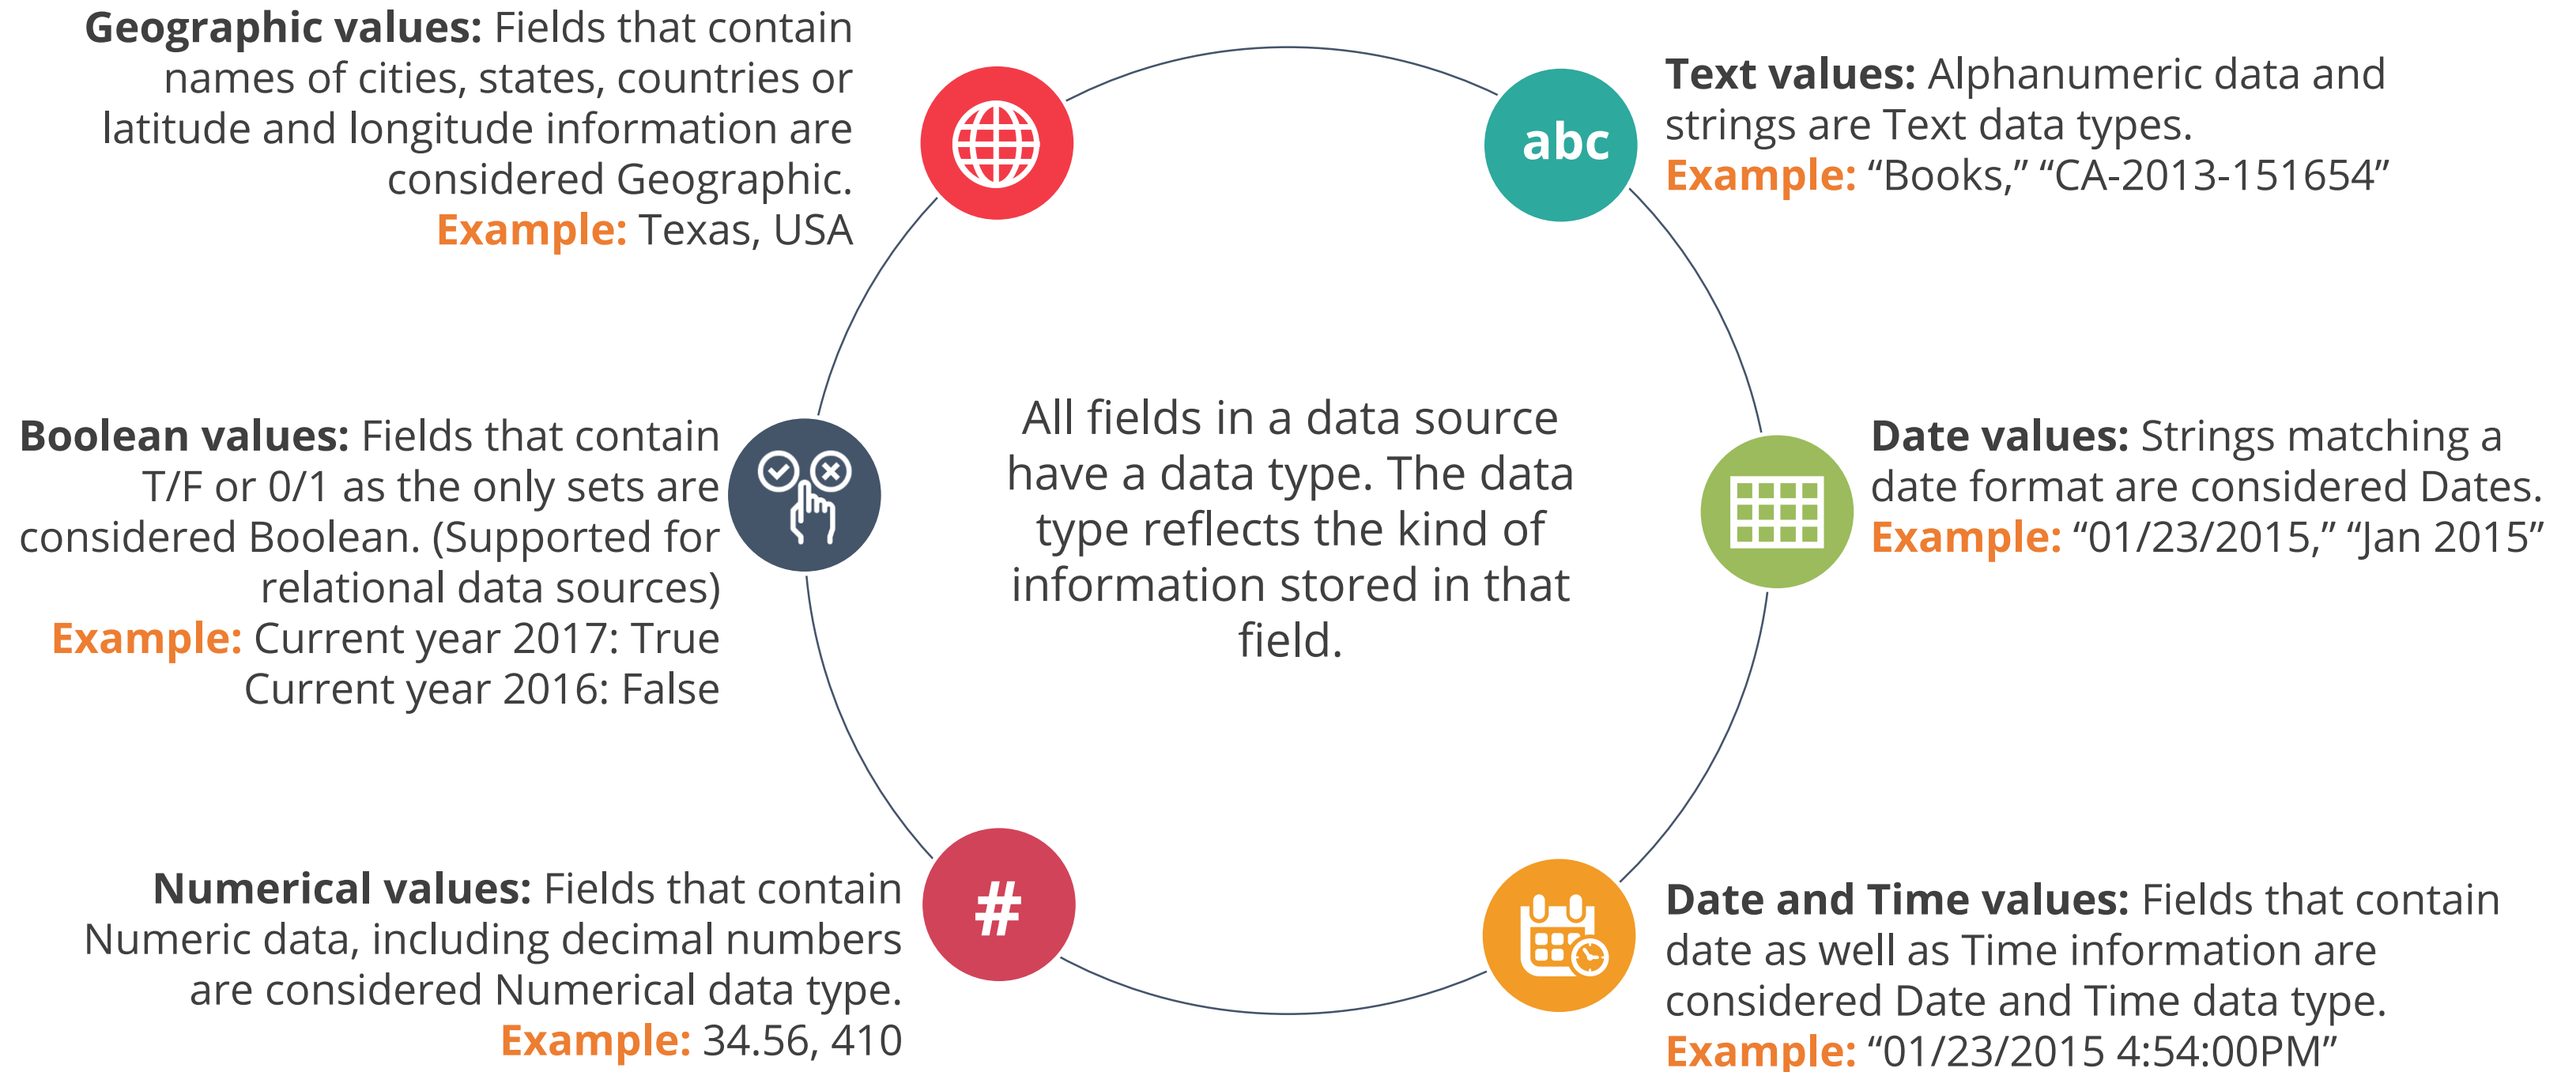 Geographic values: Fields that contain
names of cities, states, countries or
latitude and longitude information are
considered Geographic.
Example: Texas, USA
abc
Text values: Alphanumeric data and
strings are Text data types.
Example: “Books,” “CA-2013-151654”
Boolean values: Fields that contain
T/F or 0/1 as the only sets are
considered Boolean. (Supported for
relational data sources)
Example: Current year 2017: True
Current year 2016: False
All fields in a data source
have a data type. The data
type reflects the kind of
information stored in that
field.
Date values: Strings matching a
date format are considered Dates.
Example: “01/23/2015,” “Jan 2015”
Numerical values: Fields that contain
Numeric data, including decimal numbers
are considered Numerical data type.
Example: 34.56, 410
#
Date and Time values: Fields that contain
date as well as Time information are
considered Date and Time data type.
Example: “01/23/2015 4:54:00PM”